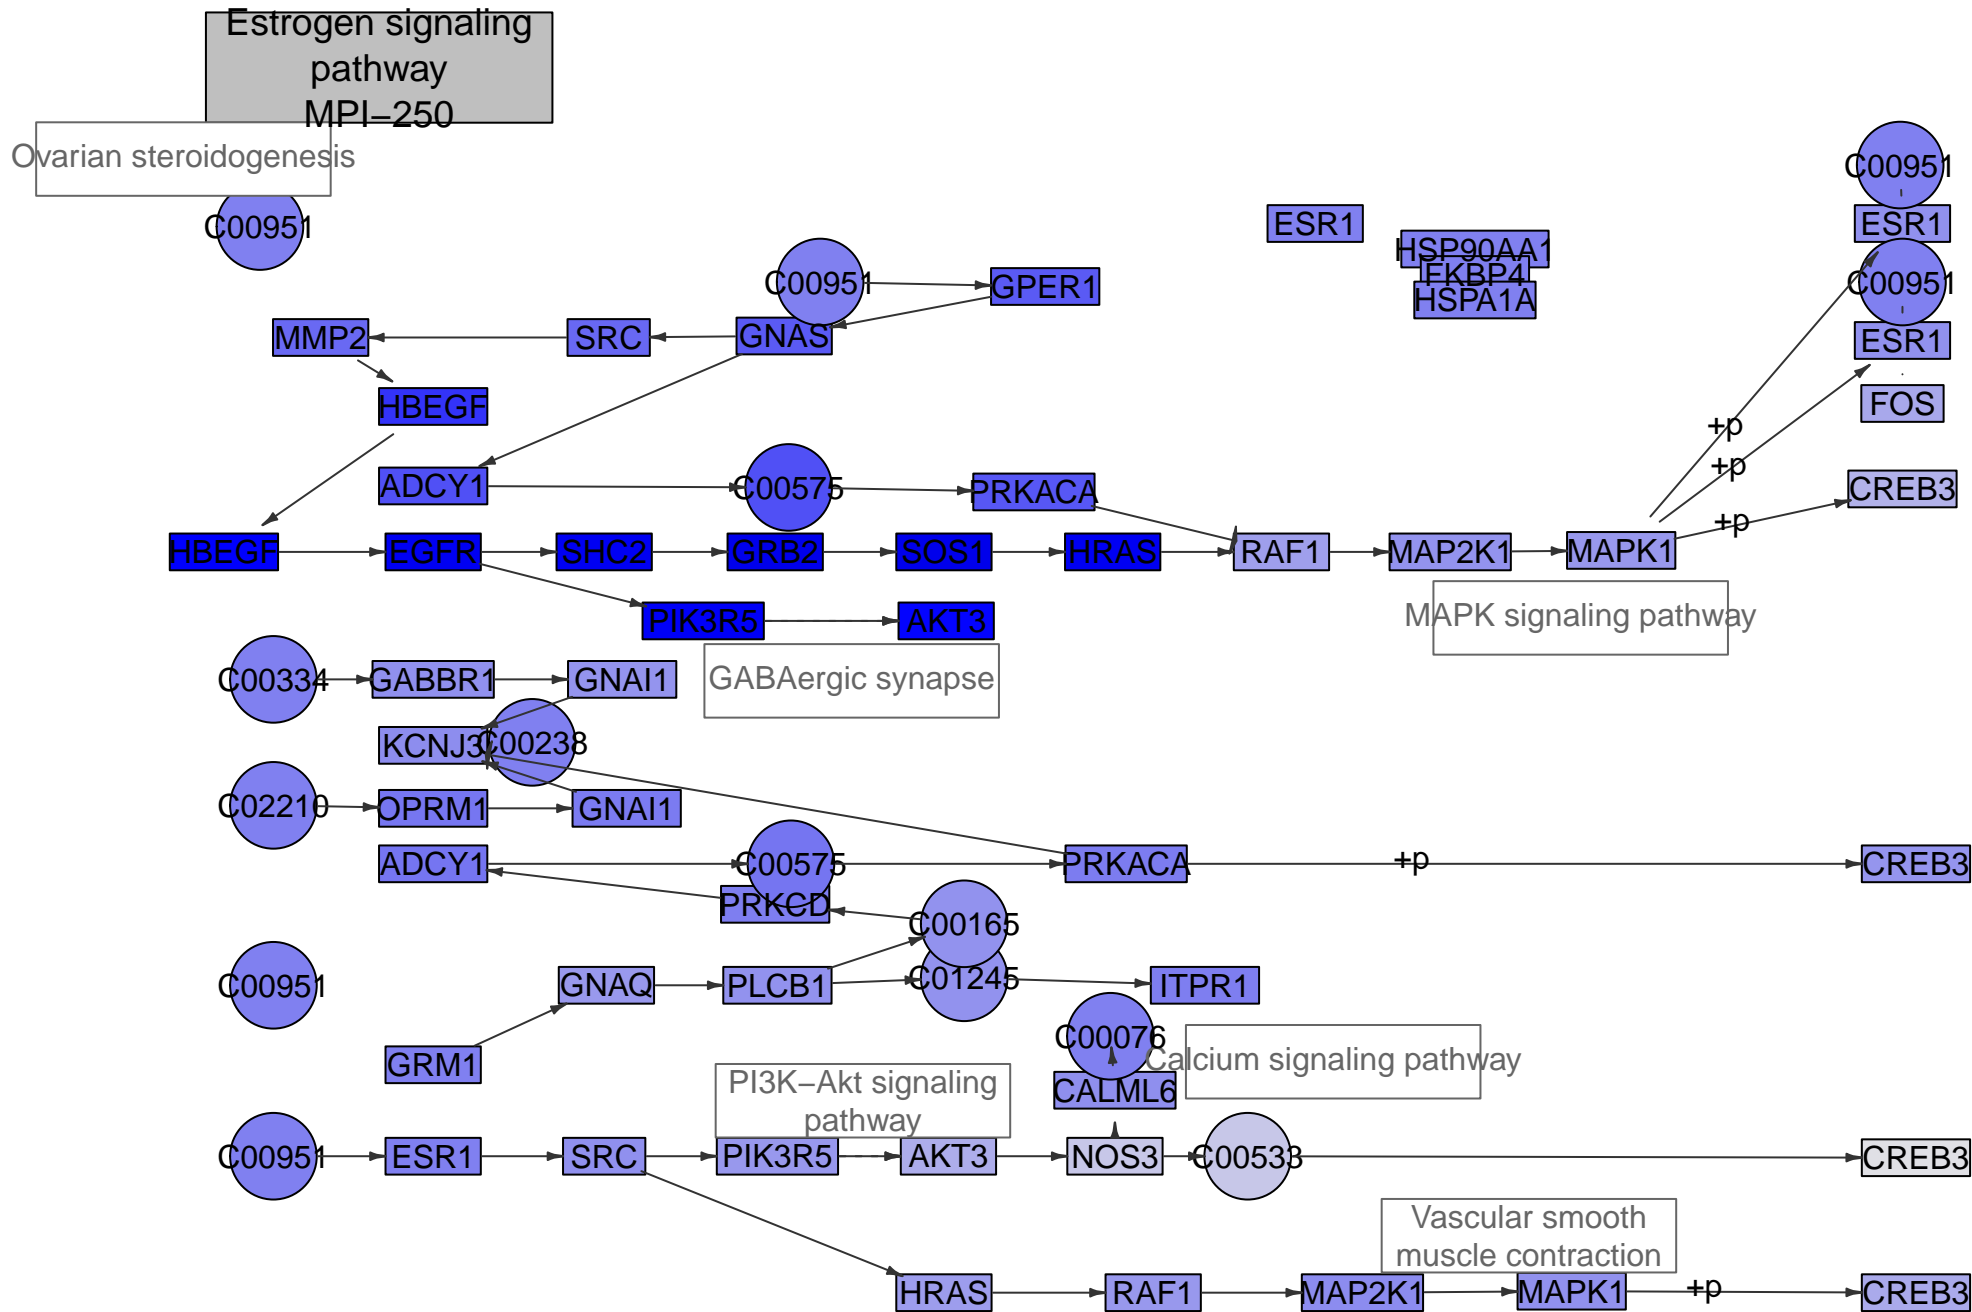 Estrogen signaling
pathway
MPI−250
Ovarian steroidogenesis
C00951
C00951
ESR1
ESR1
HSP90AA1
FKBP4
HSPA1A
C00951
GPER1
C00951
MMP2
SRC
GNAS
ESR1
HBEGF
FOS
+p
+p
ADCY1
C00575
PRKACA
CREB3
+p
HBEGF
EGFR
SHC2
GRB2
SOS1
HRAS
RAF1
MAP2K1
MAPK1
PIK3R5
AKT3
MAPK signaling pathway
C00334
GABBR1
GNAI1
GABAergic synapse
KCNJ3
C00238
C02210
OPRM1
GNAI1
ADCY1
C00575
PRKACA
+p
CREB3
PRKCD
C00165
C00951
GNAQ
PLCB1
C01245
ITPR1
C00076
Calcium signaling pathway
GRM1
CALML6
PI3K−Akt signaling
pathway
C00951
ESR1
SRC
PIK3R5
AKT3
NOS3
C00533
CREB3
Vascular smooth
muscle contraction
HRAS
RAF1
MAP2K1
MAPK1
+p
CREB3